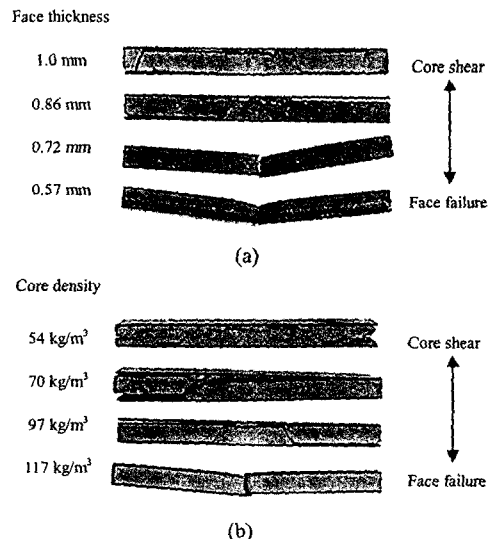 Face thickness
1.0 mm
Core shear
0.86 mm
0.72 mm
0.57 mm
Face failure
(a)
Core density
54 kg/m³
Core shear
70 kg/m³
97 kg/m³
117 kg/m³
Face failure
(b)